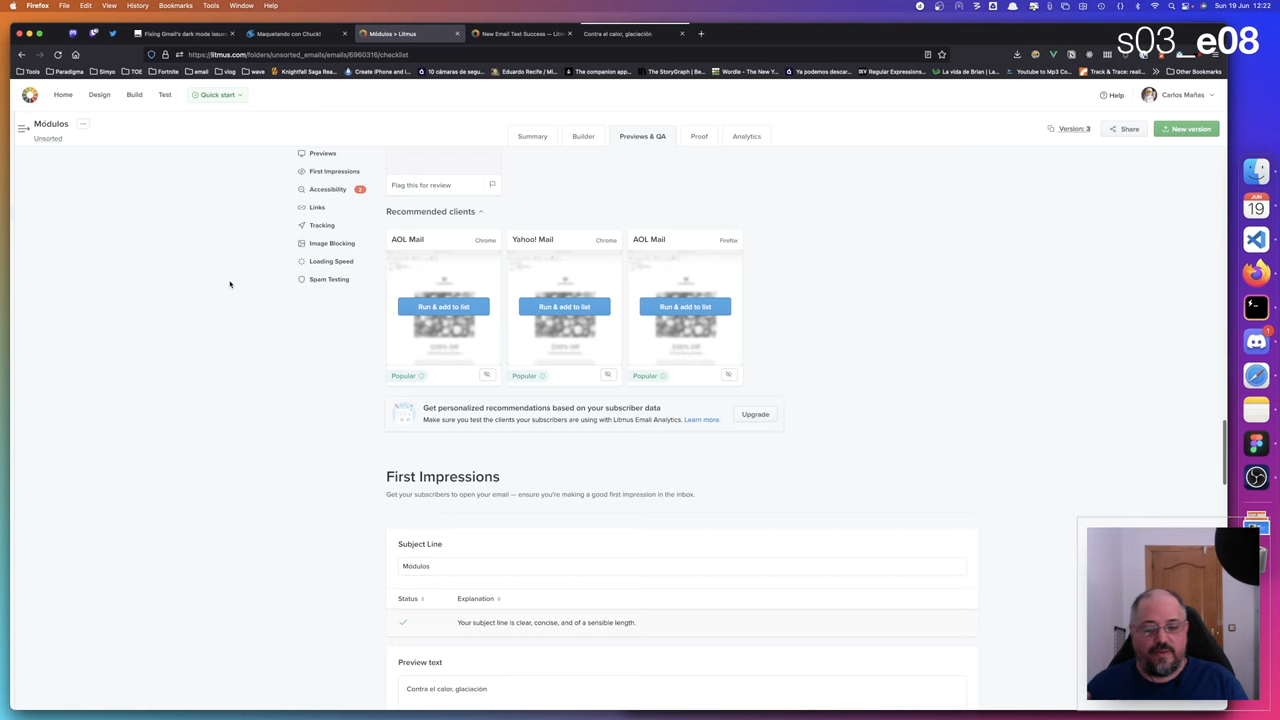 Firefox File Edit View History Bookmarks Tools Window Help
Sun 19 Jun 12:22
s03 e08
Fixing Gmail's dark mode issues
Maquetando con Chuck!
Módulos > Litmus
New Email Test Success — Litmus
Contra el calor, glaciación
https://litmus.com/folders/unsorted_emails/emails/6960316/checklist
Tools Paradigma Simyo TOE Fortnite email vlog wave Knightfall Saga Rea… Create iPhone and i… 10 cámaras de segu… Eduardo Recife / Mi… The companion app… The StoryGraph | Be… Wordle - The New Y… Ya podemos descar… DEV Regular Expressions… La vida de Brian | La… Youtube to Mp3 Co… Track & Trace: reali… Other Bookmarks
Home Design Build Test Quick start
Help Carlos Mañas
Módulos
Unsorted
Summary Builder Previews & QA Proof Analytics
Version: 3 Share New version
Previews
First Impressions
Accessibility 2
Links
Tracking
Image Blocking
Loading Speed
Spam Testing
Flag this for review
Recommended clients
AOL Mail Chrome Yahoo! Mail Chrome AOL Mail Firefox
Run & add to list Run & add to list Run & add to list
Popular Popular Popular
Get personalized recommendations based on your subscriber data
Make sure you test the clients your subscribers are using with Litmus Email Analytics. Learn more.
Upgrade
First Impressions
Get your subscribers to open your email — ensure you're making a good first impression in the inbox.
Subject Line
Módulos
Status Explanation
Your subject line is clear, concise, and of a sensible length.
Preview text
Contra el calor, glaciación
JUN
19
1